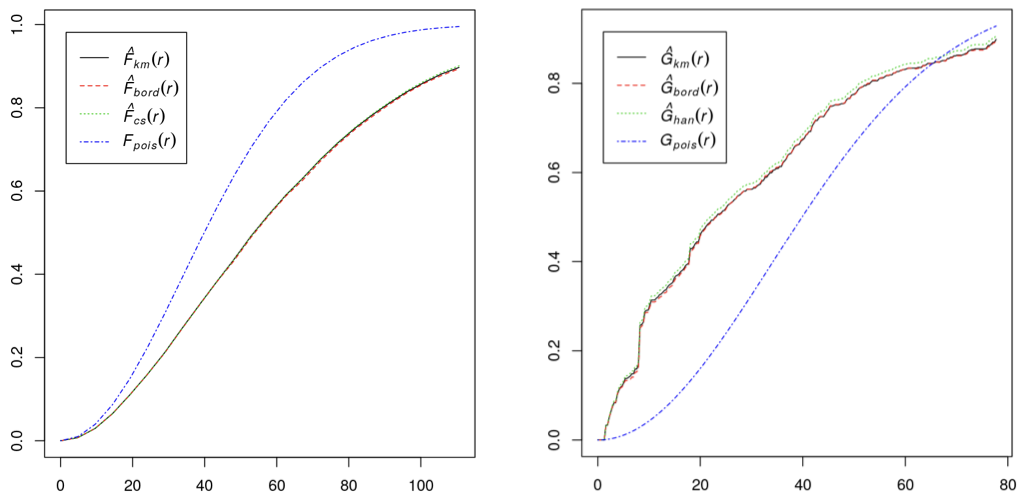 F̂km(r)
F̂bord(r)
F̂cs(r)
Fpois(r)
0.0 0.2 0.4 0.6 0.8 1.0
0 20 40 60 80 100
Ĝkm(r)
Ĝbord(r)
Ĝhan(r)
Gpois(r)
0.0 0.2 0.4 0.6 0.8
0 20 40 60 80